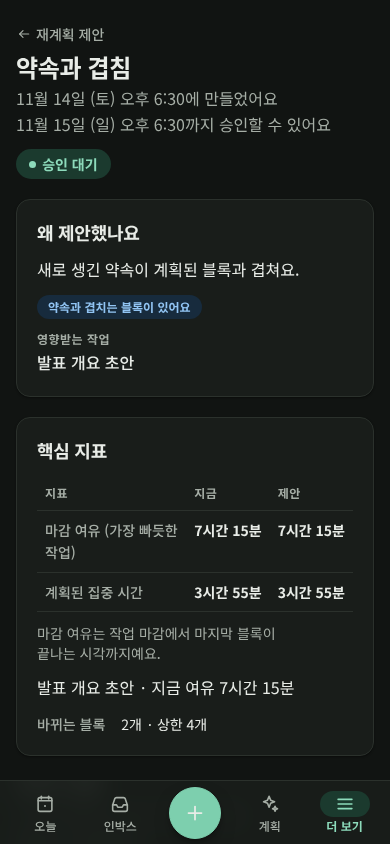 ← 재계획 제안
약속과 겹침
11월 14일 (토) 오후 6:30에 만들었어요
11월 15일 (일) 오후 6:30까지 승인할 수 있어요
승인 대기
왜 제안했나요
새로 생긴 약속이 계획된 블록과 겹쳐요.
약속과 겹치는 블록이 있어요
영향받는 작업
발표 개요 초안
핵심 지표
지표 지금 제안
마감 여유 (가장 빠듯한 작업) 7시간 15분 7시간 15분
계획된 집중 시간 3시간 55분 3시간 55분
마감 여유는 작업 마감에서 마지막 블록이
끝나는 시각까지예요.
발표 개요 초안 · 지금 여유 7시간 15분
바뀌는 블록 2개 · 상한 4개
오늘 인박스 계획 더 보기